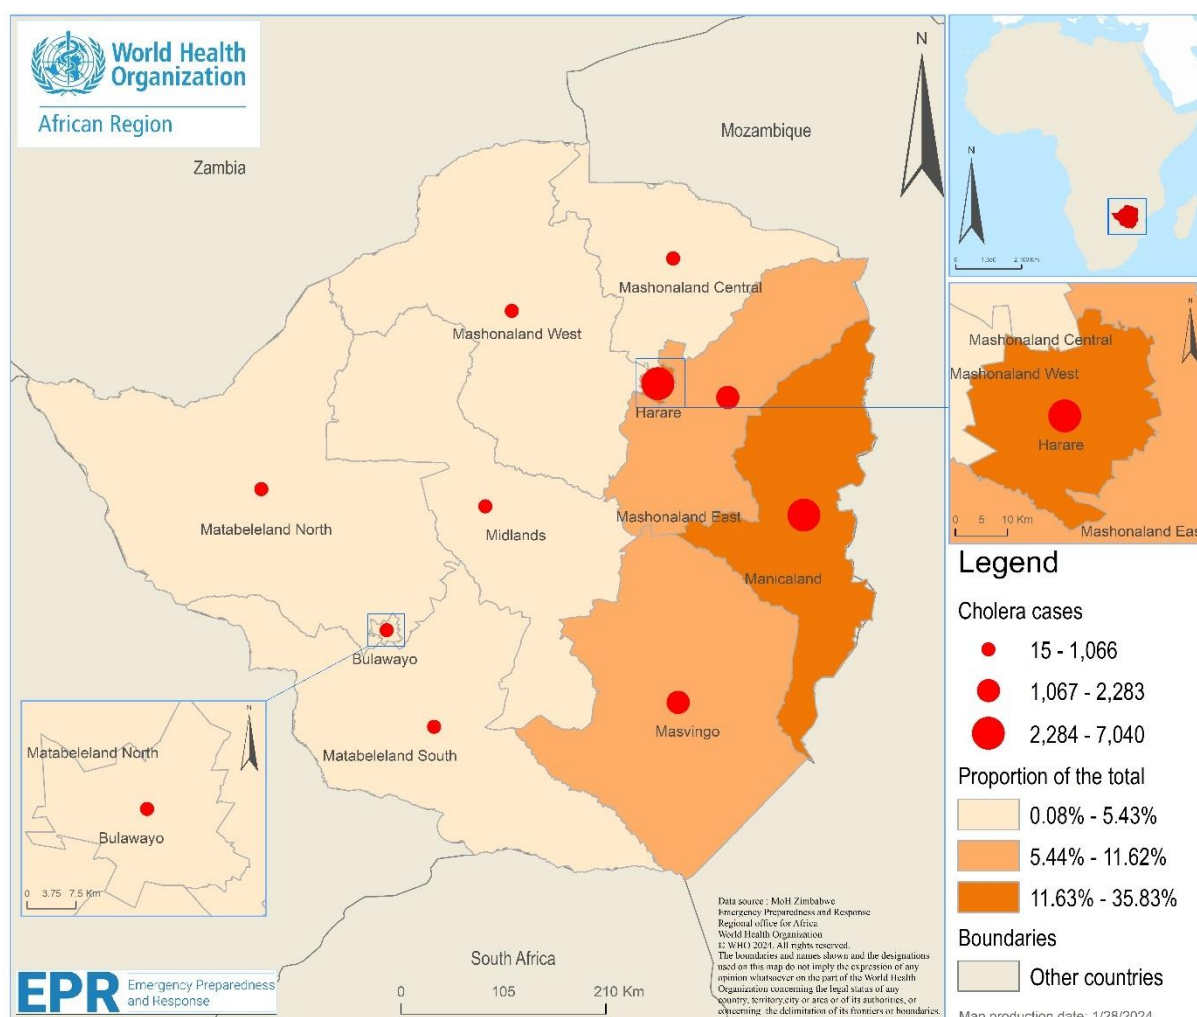 World Health
Organization
African Region
Zambia
Mozambique
N
Mashonaland Central
Mashonaland West
Harare
Mashonaland East
Matabeleland North
Midlands
Manicaland
Bulawayo
Matabeleland South
Masvingo
South Africa
N
Matabeleland North
Bulawayo
0 3.75 7.5 Km
EPR Emergency Preparedness
and Response
0 105 210 Km
Data source : MoH Zimbabwe
Emergency Preparedness and Response
Regional office for Africa
World Health Organization
© WHO 2024. All rights reserved.
The boundaries and names shown and the designations
used on this map do not imply the expression of any
opinion whatsoever on the part of the World Health
Organization concerning the legal status of any
country, territory,city or area or of its authorities, or
concerning the delimitation of its frontiers or boundaries.
N
0 2,100 Km
N
Mashonaland Central
Mashonaland West
Harare
0 5 10 Km
Mashonaland Eas
Legend
Cholera cases
15 - 1,066
1,067 - 2,283
2,284 - 7,040
Proportion of the total
0.08% - 5.43%
5.44% - 11.62%
11.63% - 35.83%
Boundaries
Other countries
Map production date: 1/28/2024